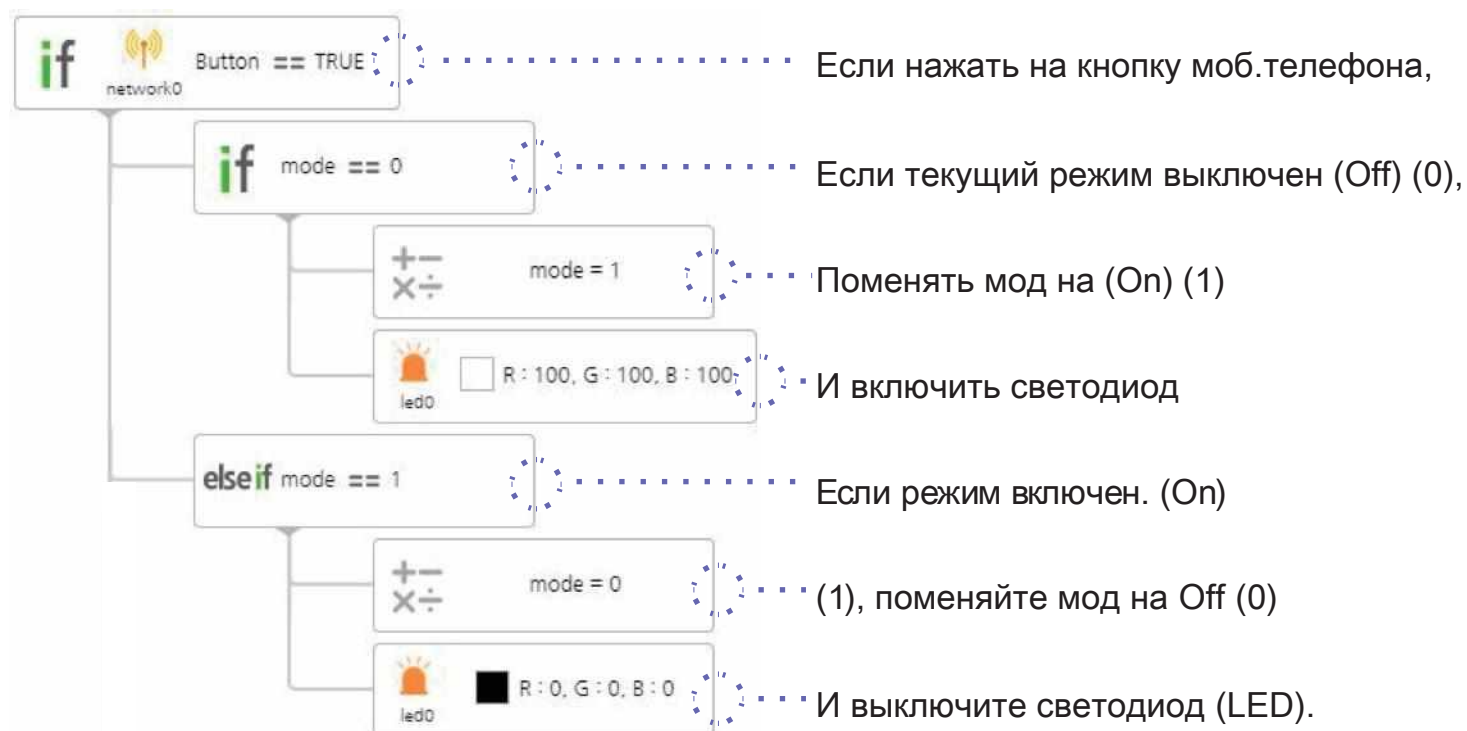 if network0 Button == TRUE Если нажать на кнопку моб.телефона,
if mode == 0 Если текущий режим выключен (Off) (0),
mode = 1 Поменять мод на (On) (1)
led0 R : 100, G : 100, B : 100 И включить светодиод
else if mode == 1 Если режим включен. (On)
mode = 0 (1), поменяйте мод на Off (0)
led0 R : 0, G : 0, B : 0 И выключите светодиод (LED).